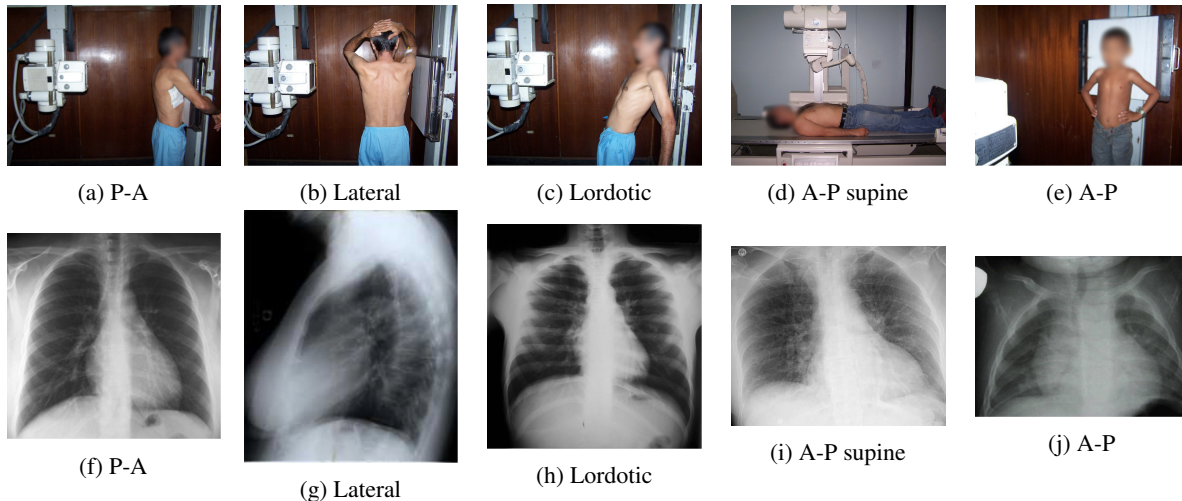 (a) P-A
(b) Lateral
(c) Lordotic
(d) A-P supine
(e) A-P
(f) P-A
(g) Lateral
(h) Lordotic
(i) A-P supine
(j) A-P